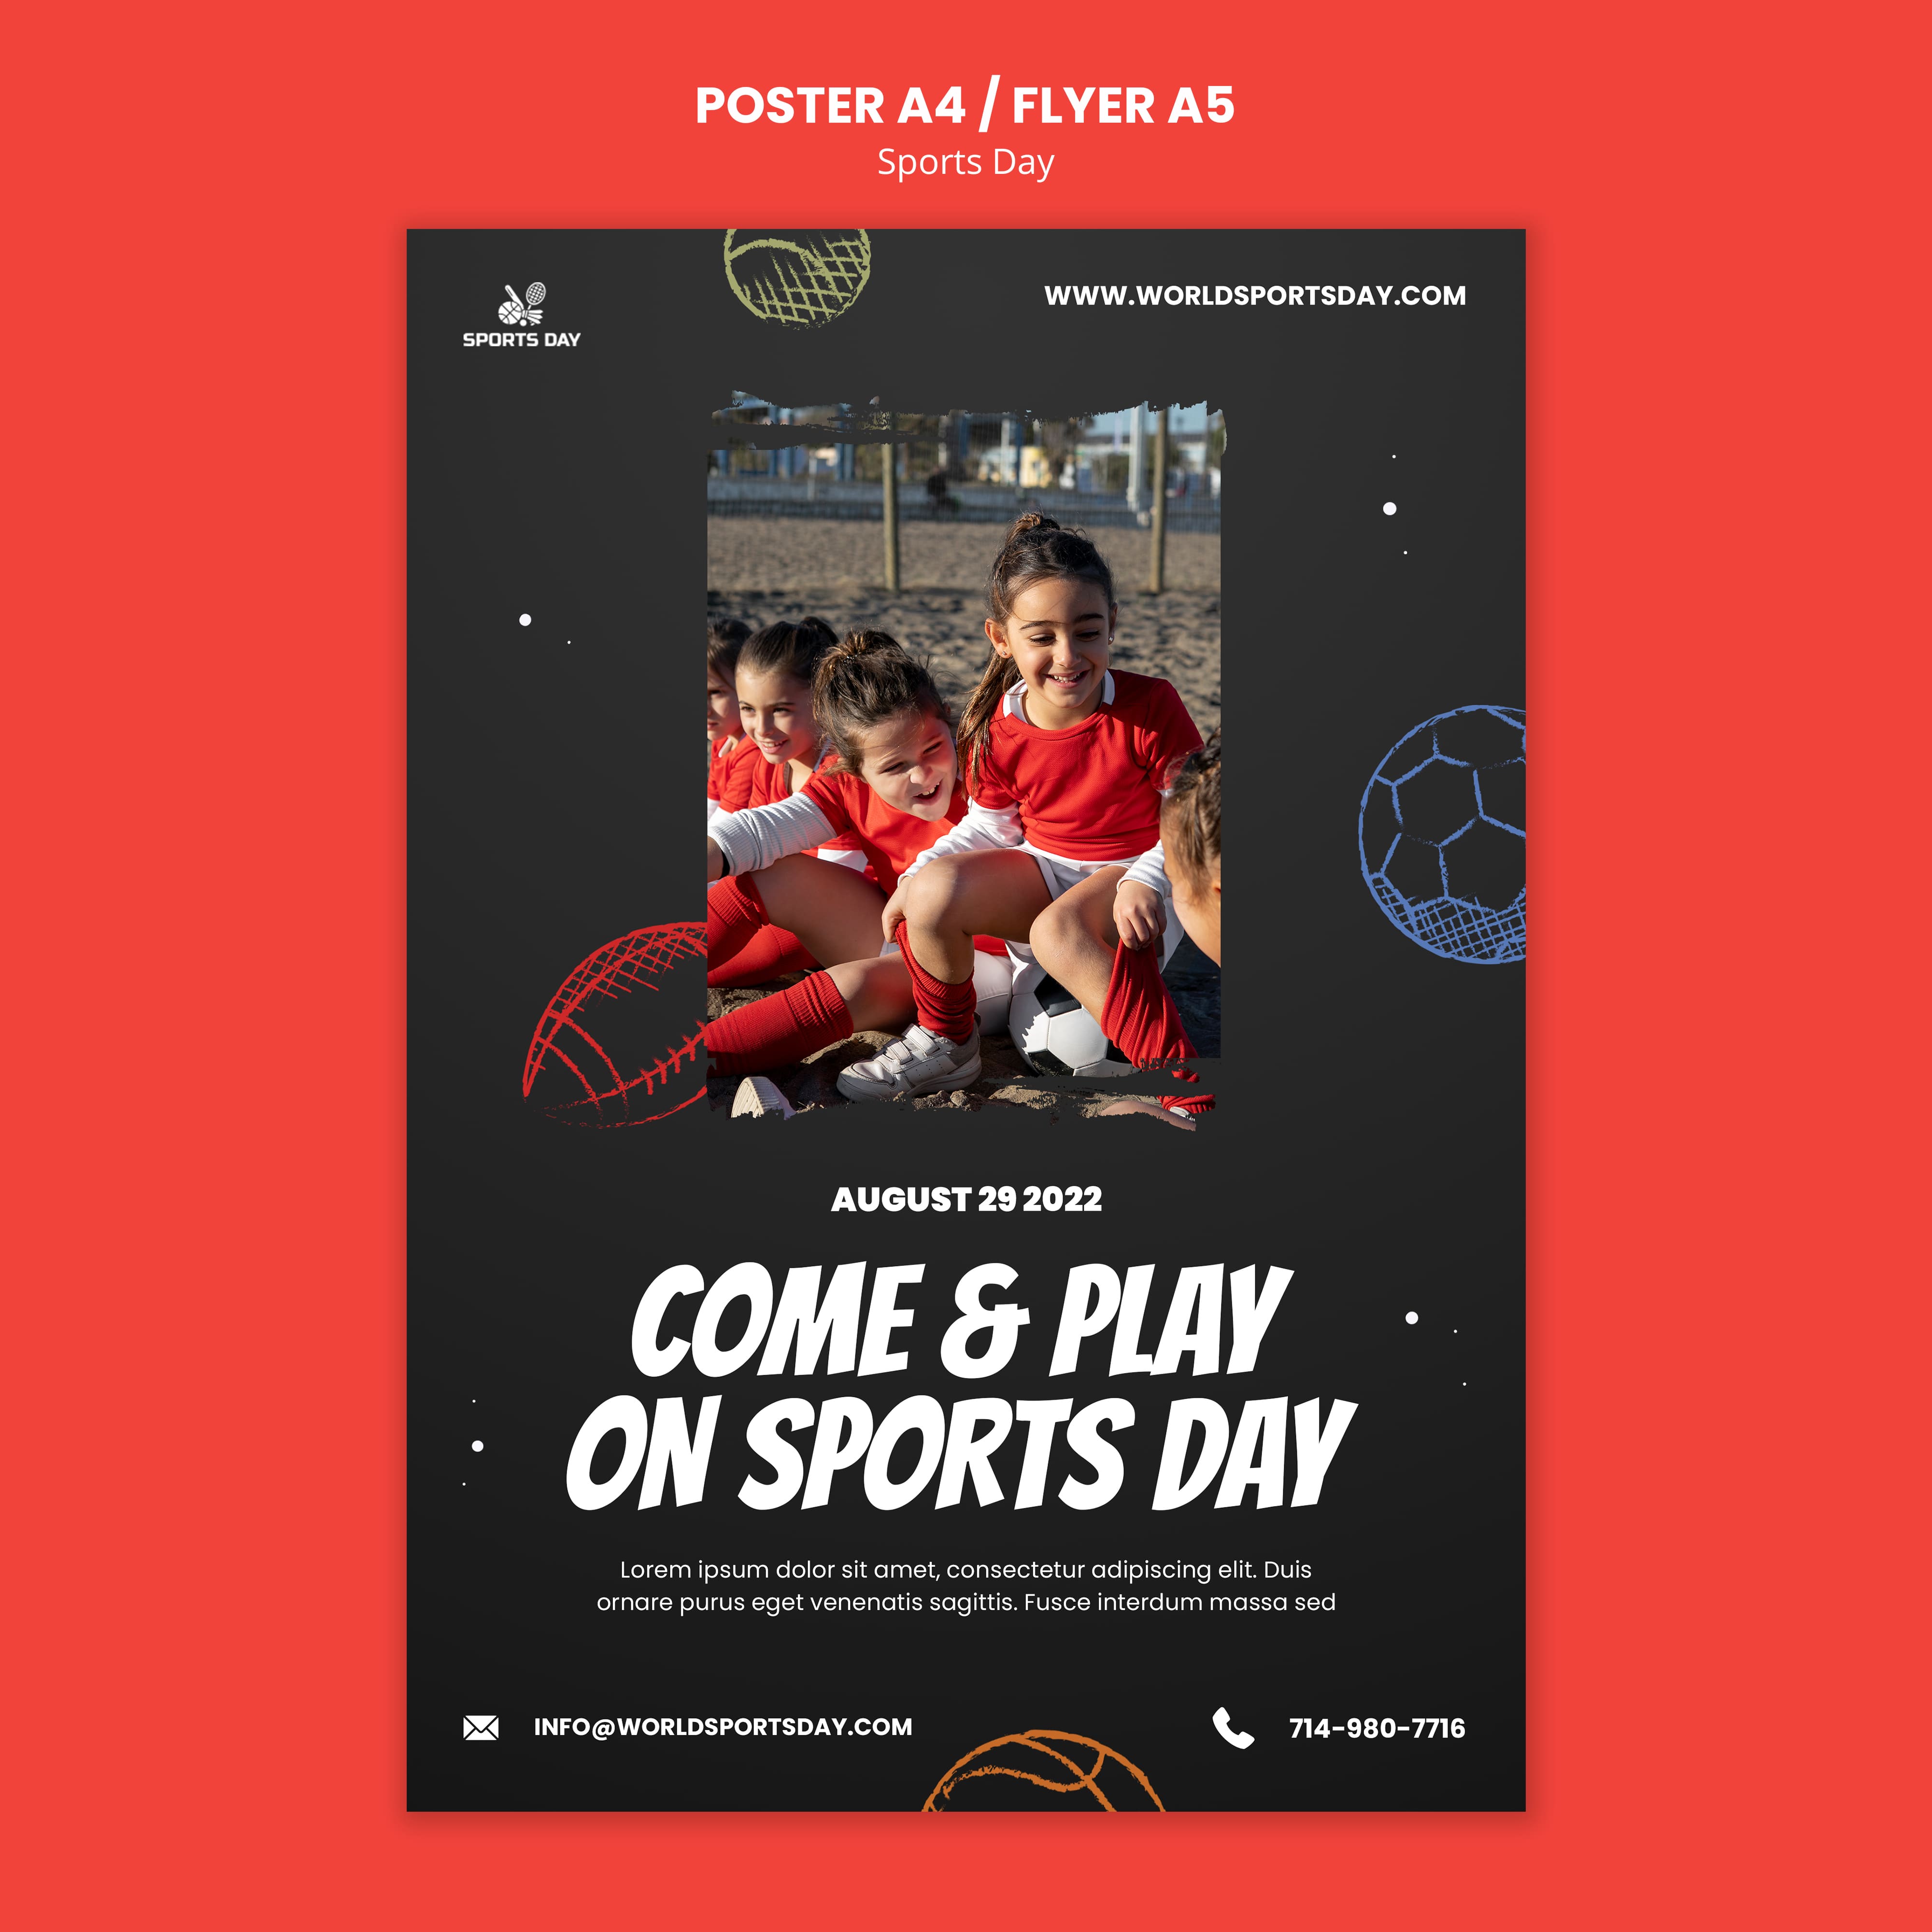 POSTER A4 / FLYER A5
Sports Day
SPORTS DAY
WWW.WORLDSPORTSDAY.COM
AUGUST 29 2022
COME & PLAY
ON SPORTS DAY
Lorem ipsum dolor sit amet, consectetur adipiscing elit. Duis
ornare purus eget venenatis sagittis. Fusce interdum massa sed
INFO@WORLDSPORTSDAY.COM
714-980-7716